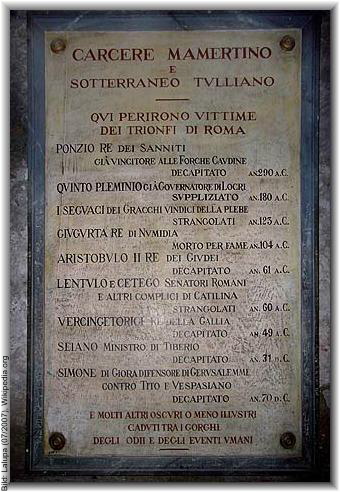 CARCERE MAMERTINO
E
SOTTERRANEO TVLLIANO
QVI PERIRONO VITTIME
DEI TRIONFI DI ROMA
PONZIO RE DEI SANNITI
GIÀ VINCITORE ALLE FORCHE CAVDINE
DECAPITATO AN. 290 A.C.
QVINTO PLEMINIO GIÀ GOVERNATORE DI LOCRI
SVPPLIZIATO AN. 180 A.C.
I SEGVACI DEI GRACCHI VINDICI DELLA PLEBE
STRANGOLATI AN. 123 A.C.
GIVGVRTA RE DI NVMIDIA
MORTO PER FAME AN. 104 A.C.
ARISTOBVLO II RE DEI GIVDEI
DECAPITATO AN. 61 A.C.
LENTVLO E CETEGO SENATORI ROMANI
E ALTRI COMPLICI DI CATILINA
STRANGOLATI AN. 60 A.C.
VERCINGETORICE RE DELLA GALLIA
DECAPITATO AN. 49 A.C.
SEIANO MINISTRO DI TIBERIO
DECAPITATO AN. 31 D.C.
SIMONE DI GIORA DIFENSORE DI GERVSALEMME
CONTRO TITO E VESPASIANO
DECAPITATO AN. 70 D.C.
E MOLTI ALTRI OSCVRI O MENO ILLVSTRI
CADVTI TRA I GORGHI
DEGLI ODII E DEGLI EVENTI VMANI
Bild: Lalupa (07/2007). Wikipedia.org